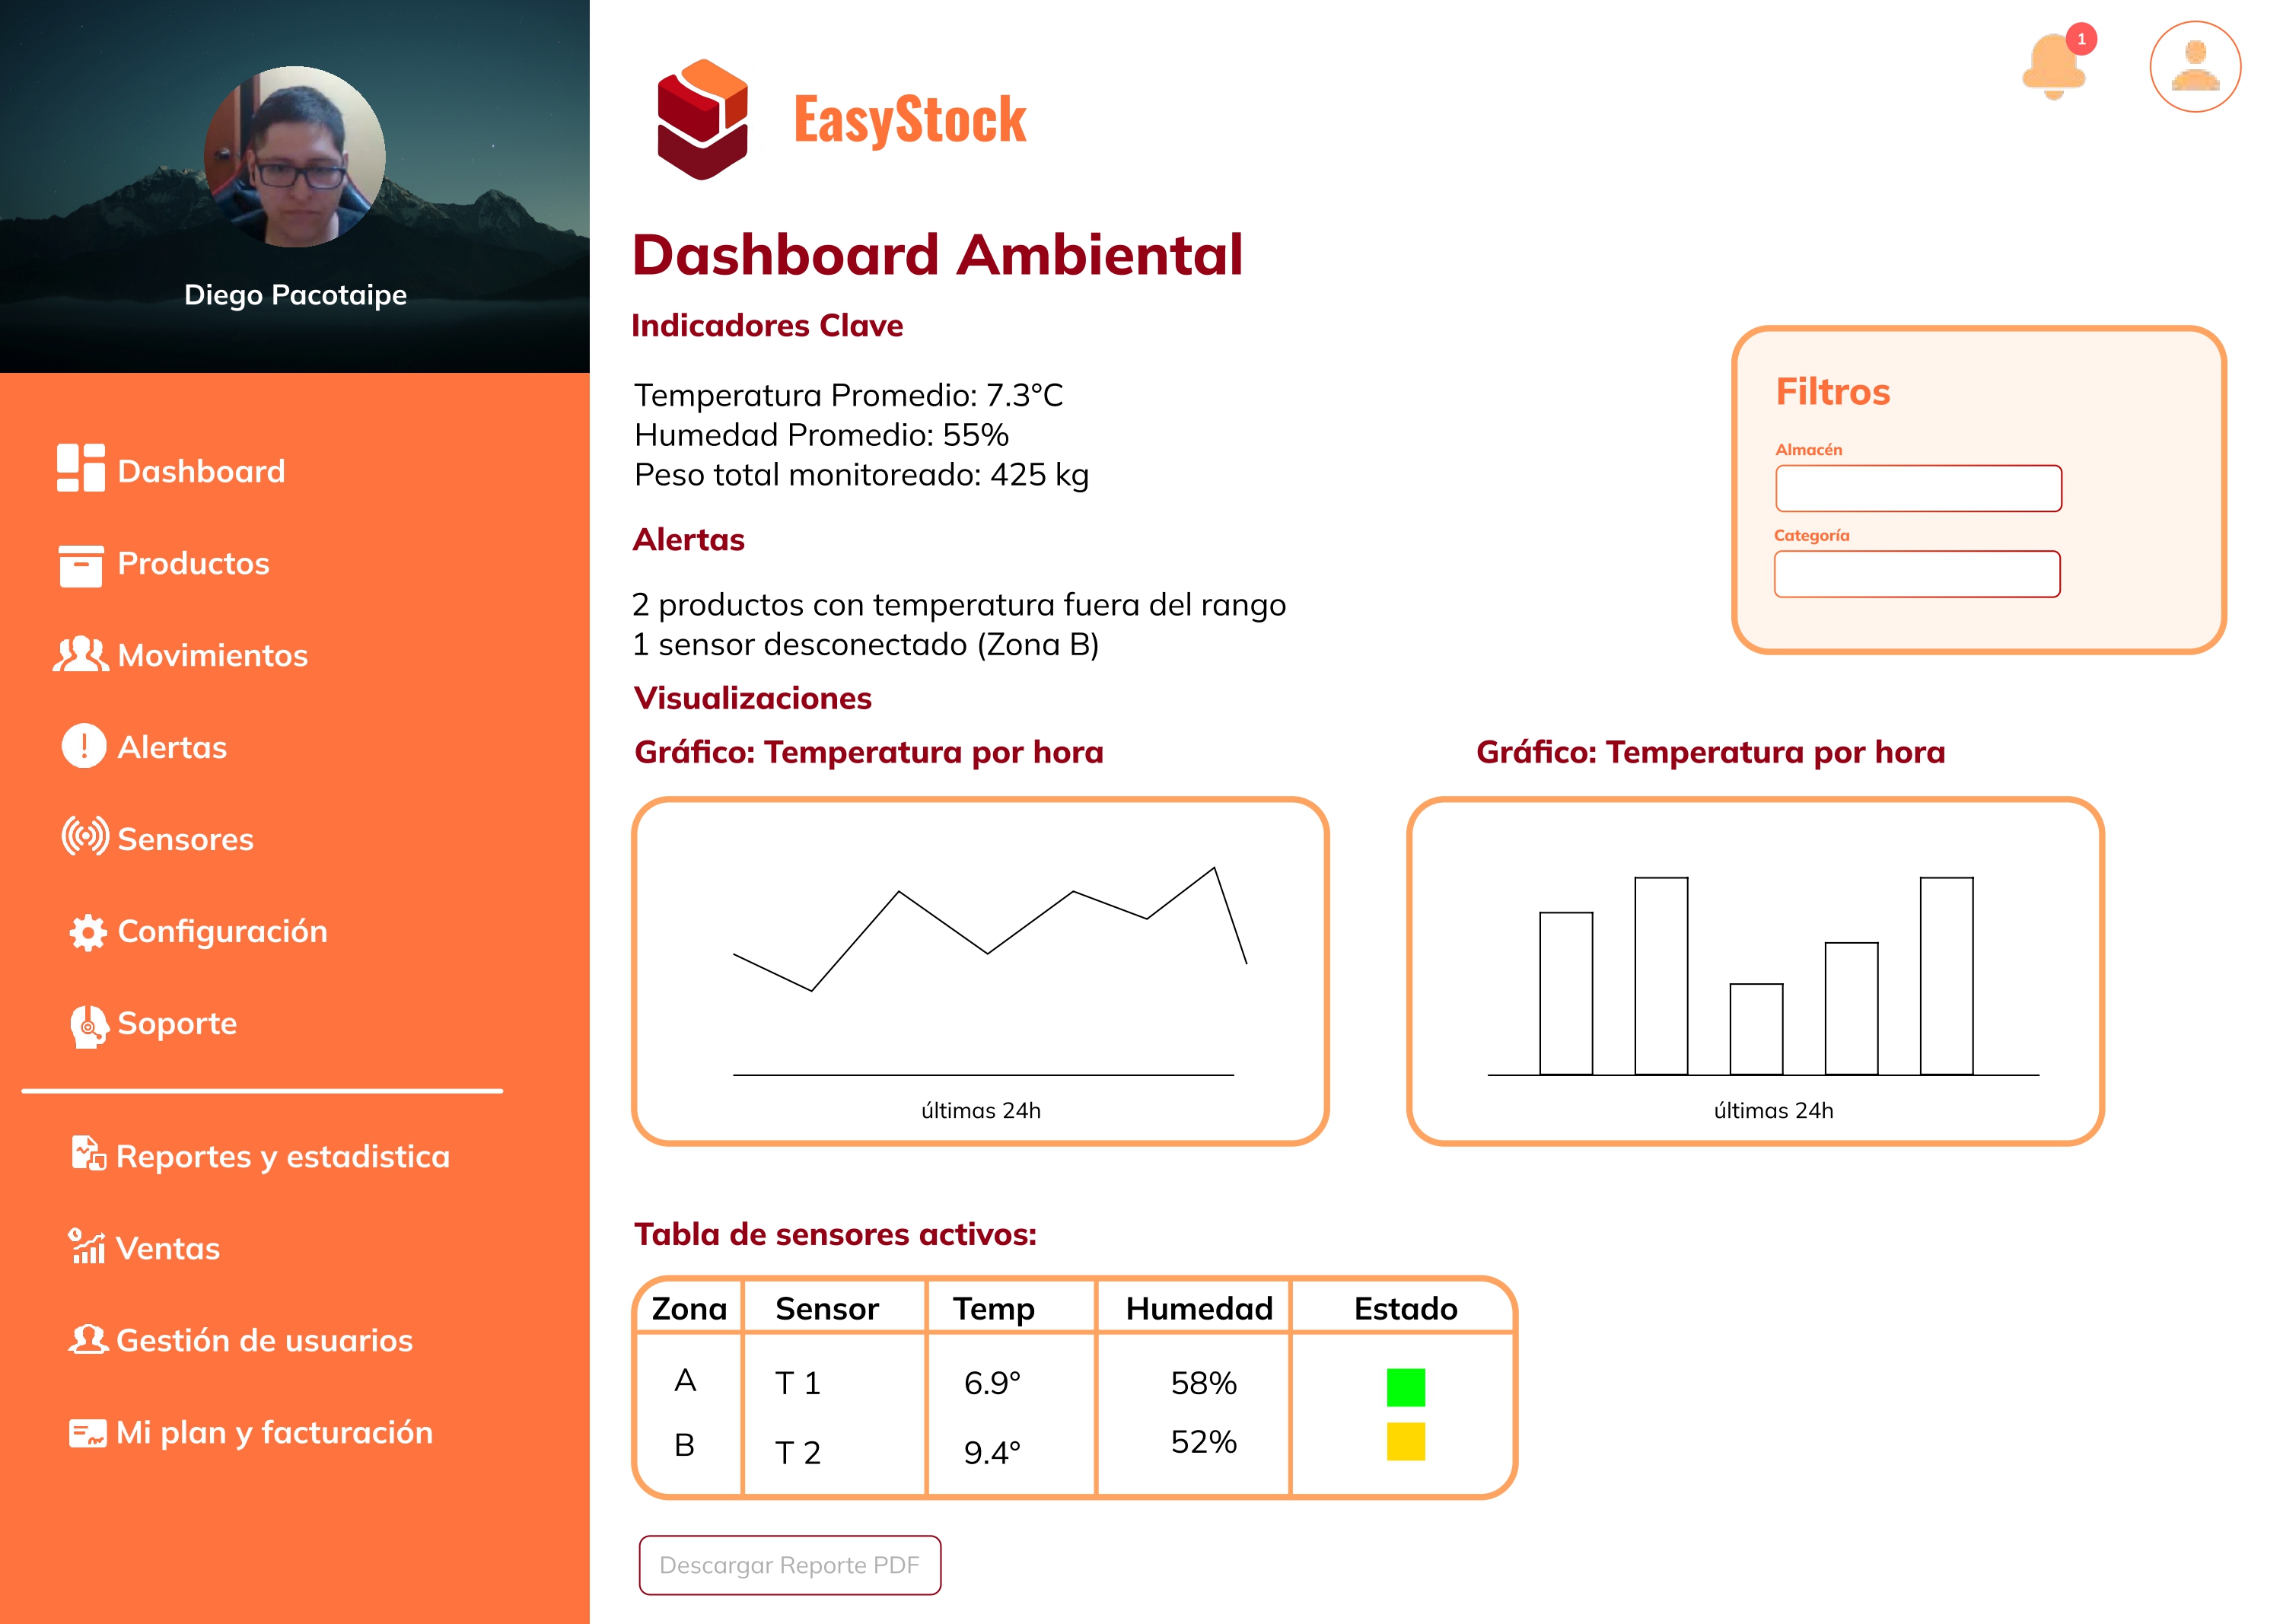 Diego Pacotaipe
Dashboard
Productos
Movimientos
Alertas
Sensores
Configuración
Soporte
Reportes y estadistica
Ventas
Gestión de usuarios
Mi plan y facturación
EasyStock
1
Dashboard Ambiental
Indicadores Clave
Temperatura Promedio: 7.3°C
Humedad Promedio: 55%
Peso total monitoreado: 425 kg
Alertas
2 productos con temperatura fuera del rango
1 sensor desconectado (Zona B)
Filtros
Almacén
Categoría
Visualizaciones
Gráfico: Temperatura por hora
últimas 24h
Gráfico: Temperatura por hora
últimas 24h
Tabla de sensores activos:
Zona Sensor Temp Humedad Estado
A T 1 6.9° 58%
B T 2 9.4° 52%
Descargar Reporte PDF